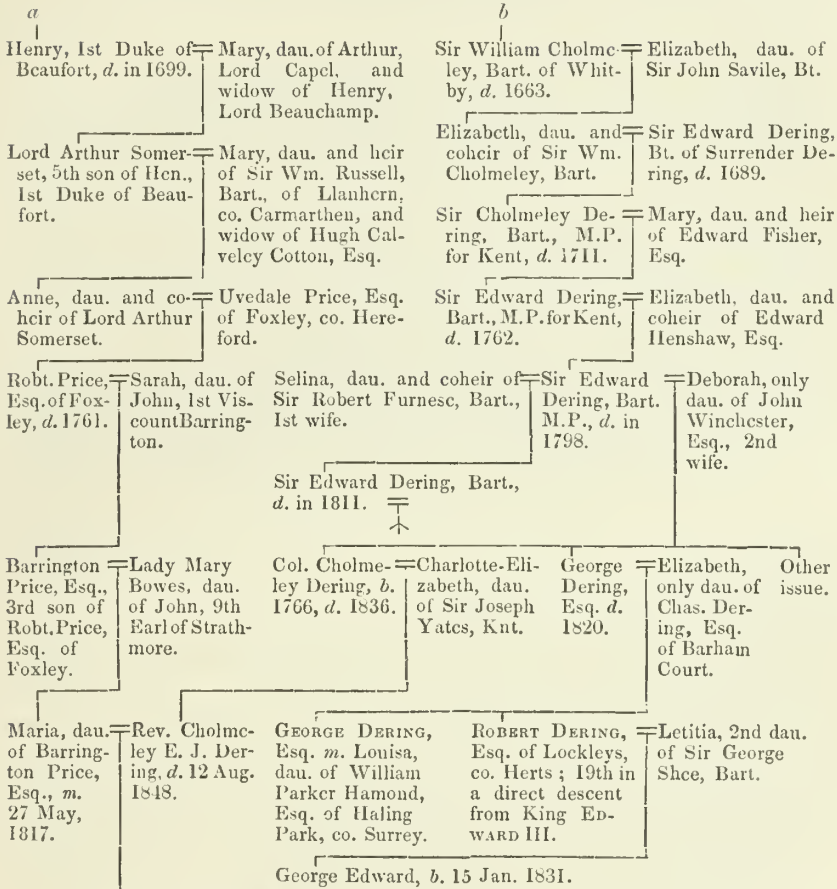 a
Henry, 1st Duke of Beaufort, d. in 1699.
Mary, dau. of Arthur, Lord Capel, and widow of Henry, Lord Beauchamp.
b
Sir William Cholmeley, Bart. of Whitby, d. 1663.
Elizabeth, dau. of Sir John Savile, Bt.
Lord Arthur Somerset, 5th son of Hen., 1st Duke of Beaufort.
Mary, dau. and heir of Sir Wm. Russell, Bart., of Llanhern, co. Carmarthen, and widow of Hugh Calveley Cotton, Esq.
Elizabeth, dau. and coheir of Sir Wm. Cholmeley, Bart.
Sir Edward Dering, Bt. of Surrender Dering, d. 1689.
Sir Cholmeley Dering, Bart., M.P. for Kent, d. 1711.
Mary, dau. and heir of Edward Fisher, Esq.
Anne, dau. and coheir of Lord Arthur Somerset.
Uvedale Price, Esq. of Foxley, co. Hereford.
Sir Edward Dering, Bart., M.P. for Kent, d. 1762.
Elizabeth, dau. and coheir of Edward Henshaw, Esq.
Robt. Price, Esq. of Foxley, d. 1761.
Sarah, dau. of John, 1st Viscount Barrington.
Selina, dau. and coheir of Sir Robert Furnese, Bart., 1st wife.
Sir Edward Dering, Bart. M.P., d. in 1798.
Deborah, only dau. of John Winchester, Esq., 2nd wife.
Sir Edward Dering, Bart., d. in 1811.
Barrington Price, Esq., 3rd son of Robt. Price, Esq. of Foxley.
Lady Mary Bowes, dau. of John, 9th Earl of Strathmore.
Col. Cholmeley Dering, b. 1766, d. 1836.
Charlotte-Elizabeth, dau. of Sir Joseph Yates, Knt.
George Dering, Esq. d. 1820.
Elizabeth, only dau. of Chas. Dering, Esq. of Barham Court.
Other issue.
Maria, dau. of Barrington Price, Esq., m. 27 May, 1817.
Rev. Cholmeley E. J. Dering, d. 12 Aug. 1848.
GEORGE DERING, Esq. m. Louisa, dau. of William Parker Hamond, Esq. of Haling Park, co. Surrey.
ROBERT DERING, Esq. of Lockleys, co. Herts ; 19th in a direct descent from King EDWARD III.
Letitia, 2nd dau. of Sir George Shee, Bart.
George Edward, b. 15 Jan. 1831.